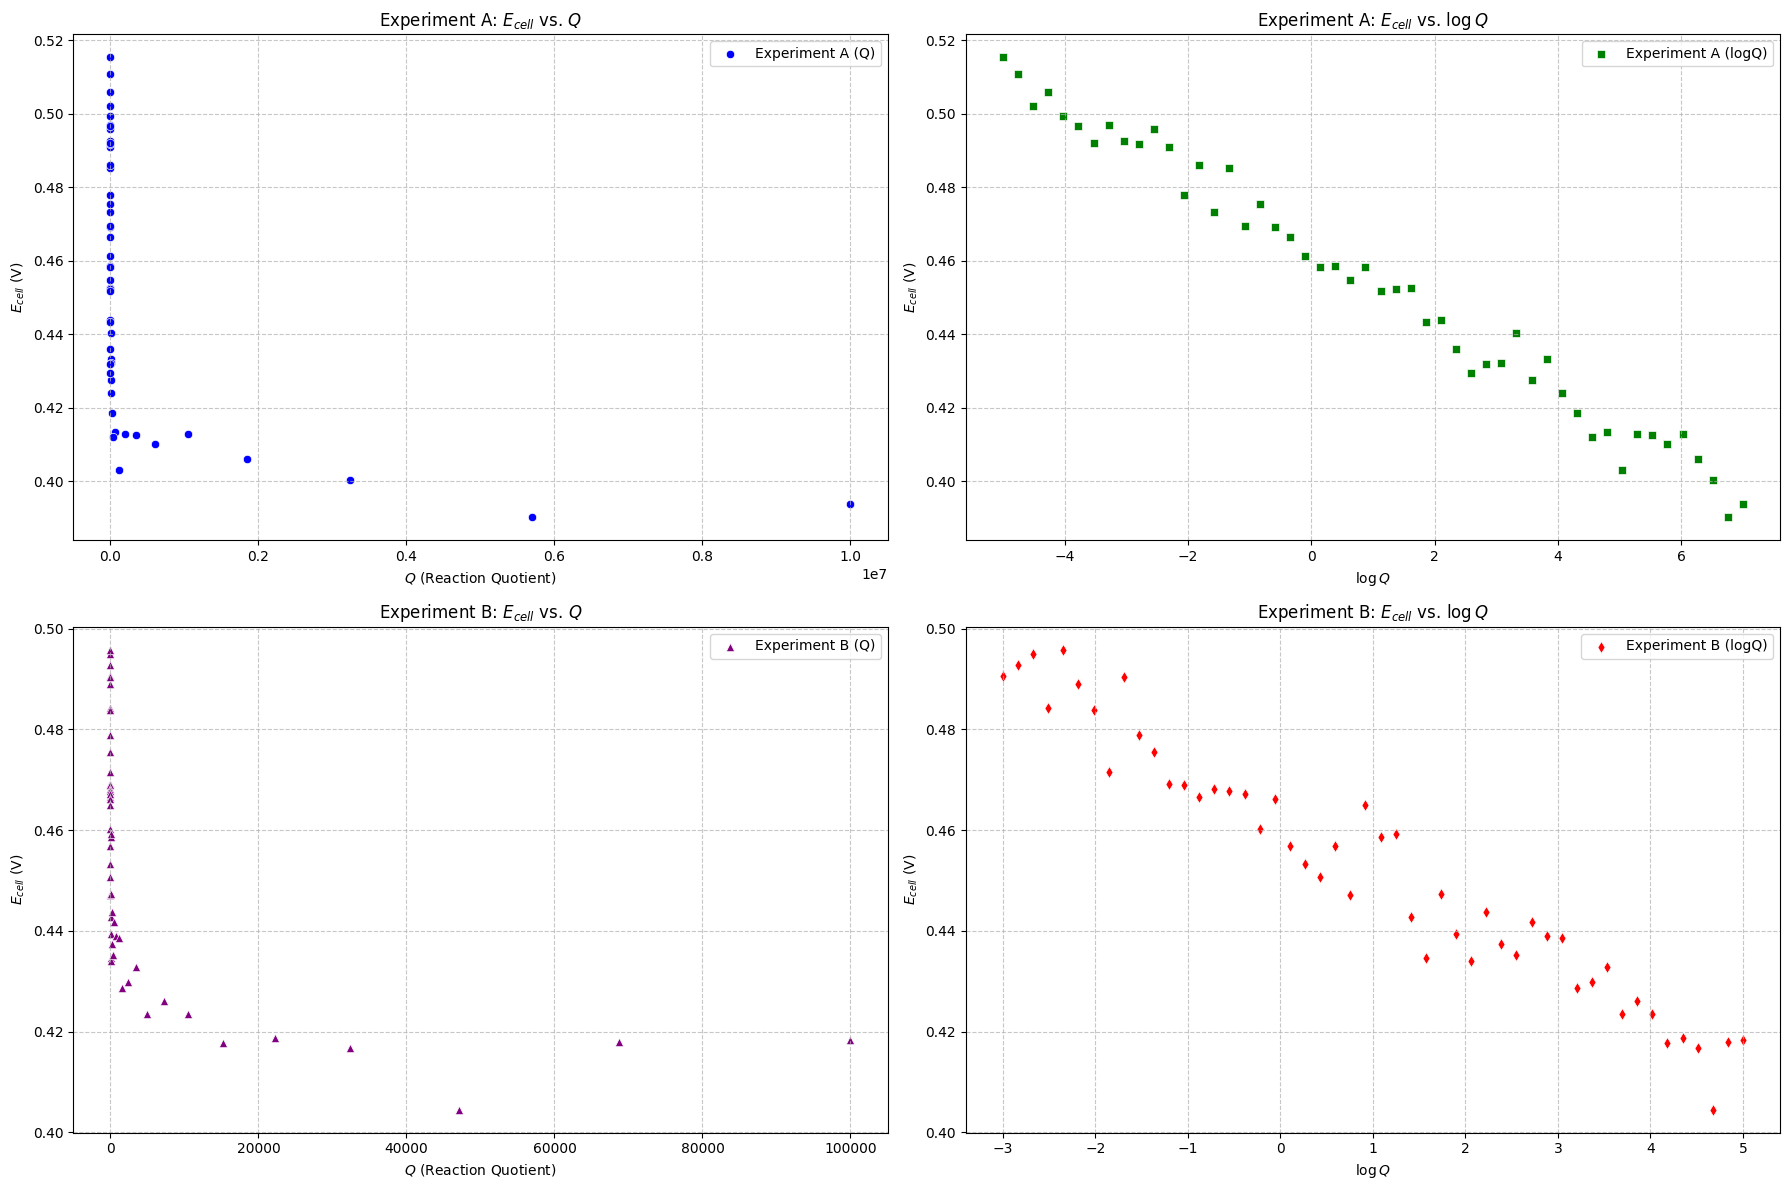 Experiment A: E_cell vs. Q
Experiment A (Q)
E_cell (V)
0.52
0.50
0.48
0.46
0.44
0.42
0.40
0.0 0.2 0.4 0.6 0.8 1.0
1e7
Q (Reaction Quotient)
Experiment A: E_cell vs. log Q
Experiment A (logQ)
E_cell (V)
0.52
0.50
0.48
0.46
0.44
0.42
0.40
−4 −2 0 2 4 6
log Q
Experiment B: E_cell vs. Q
Experiment B (Q)
E_cell (V)
0.50
0.48
0.46
0.44
0.42
0.40
0 20000 40000 60000 80000 100000
Q (Reaction Quotient)
Experiment B: E_cell vs. log Q
Experiment B (logQ)
E_cell (V)
0.50
0.48
0.46
0.44
0.42
0.40
−3 −2 −1 0 1 2 3 4 5
log Q